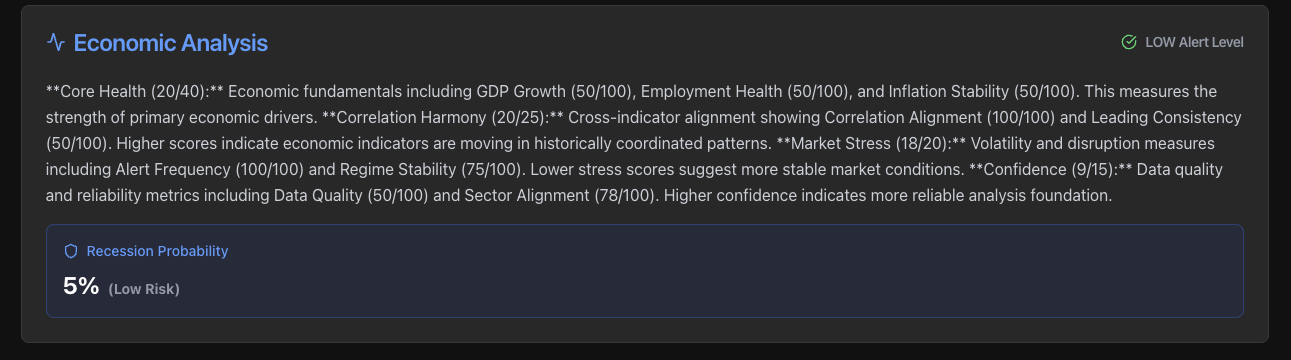 Economic Analysis
LOW Alert Level
**Core Health (20/40):** Economic fundamentals including GDP Growth (50/100), Employment Health (50/100), and Inflation Stability (50/100). This measures the
strength of primary economic drivers. **Correlation Harmony (20/25):** Cross-indicator alignment showing Correlation Alignment (100/100) and Leading Consistency
(50/100). Higher scores indicate economic indicators are moving in historically coordinated patterns. **Market Stress (18/20):** Volatility and disruption measures
including Alert Frequency (100/100) and Regime Stability (75/100). Lower stress scores suggest more stable market conditions. **Confidence (9/15):** Data quality
and reliability metrics including Data Quality (50/100) and Sector Alignment (78/100). Higher confidence indicates more reliable analysis foundation.
Recession Probability
5% (Low Risk)